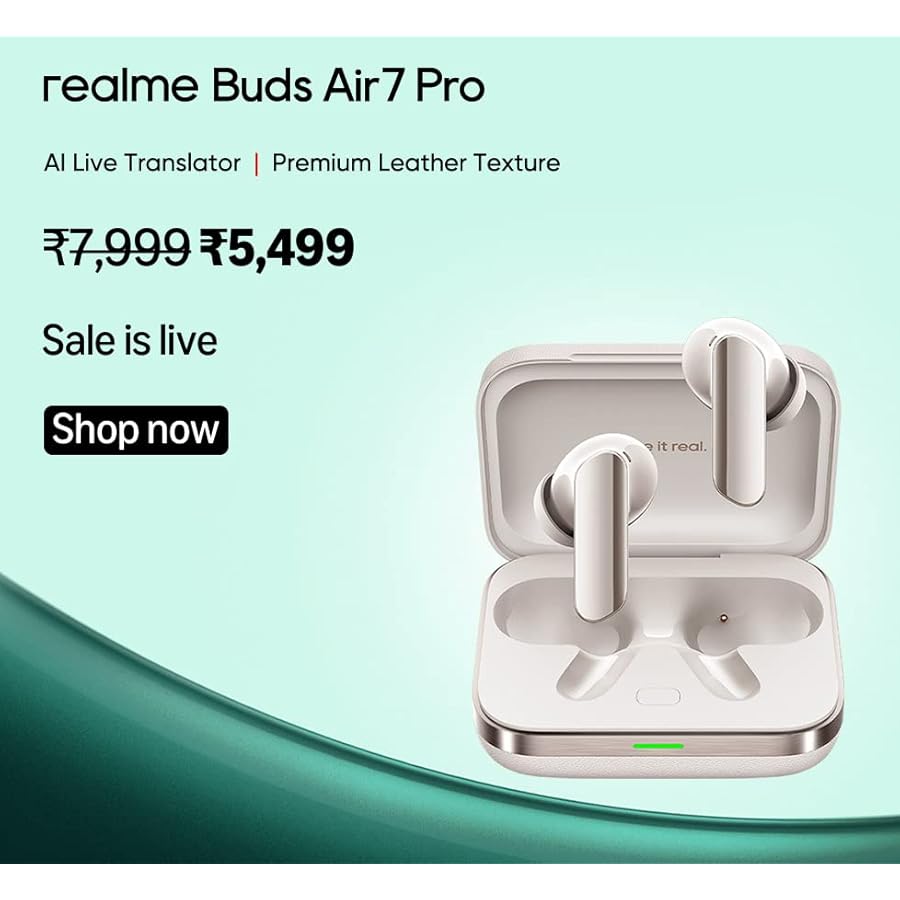 realme Buds Air7 Pro
AI Live Translator | Premium Leather Texture
₹7,999 ₹5,499
Sale is live
Shop now
it real.